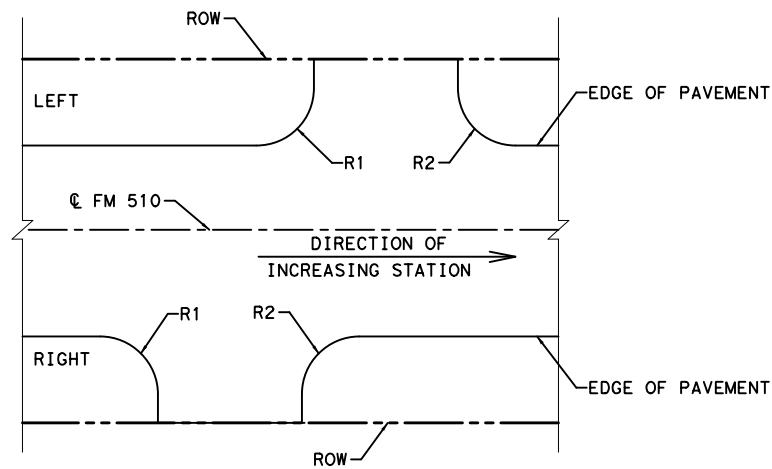 ROW
LEFT
EDGE OF PAVEMENT
R1
R2
℄ FM 510
DIRECTION OF
INCREASING STATION
R1
R2
RIGHT
EDGE OF PAVEMENT
ROW